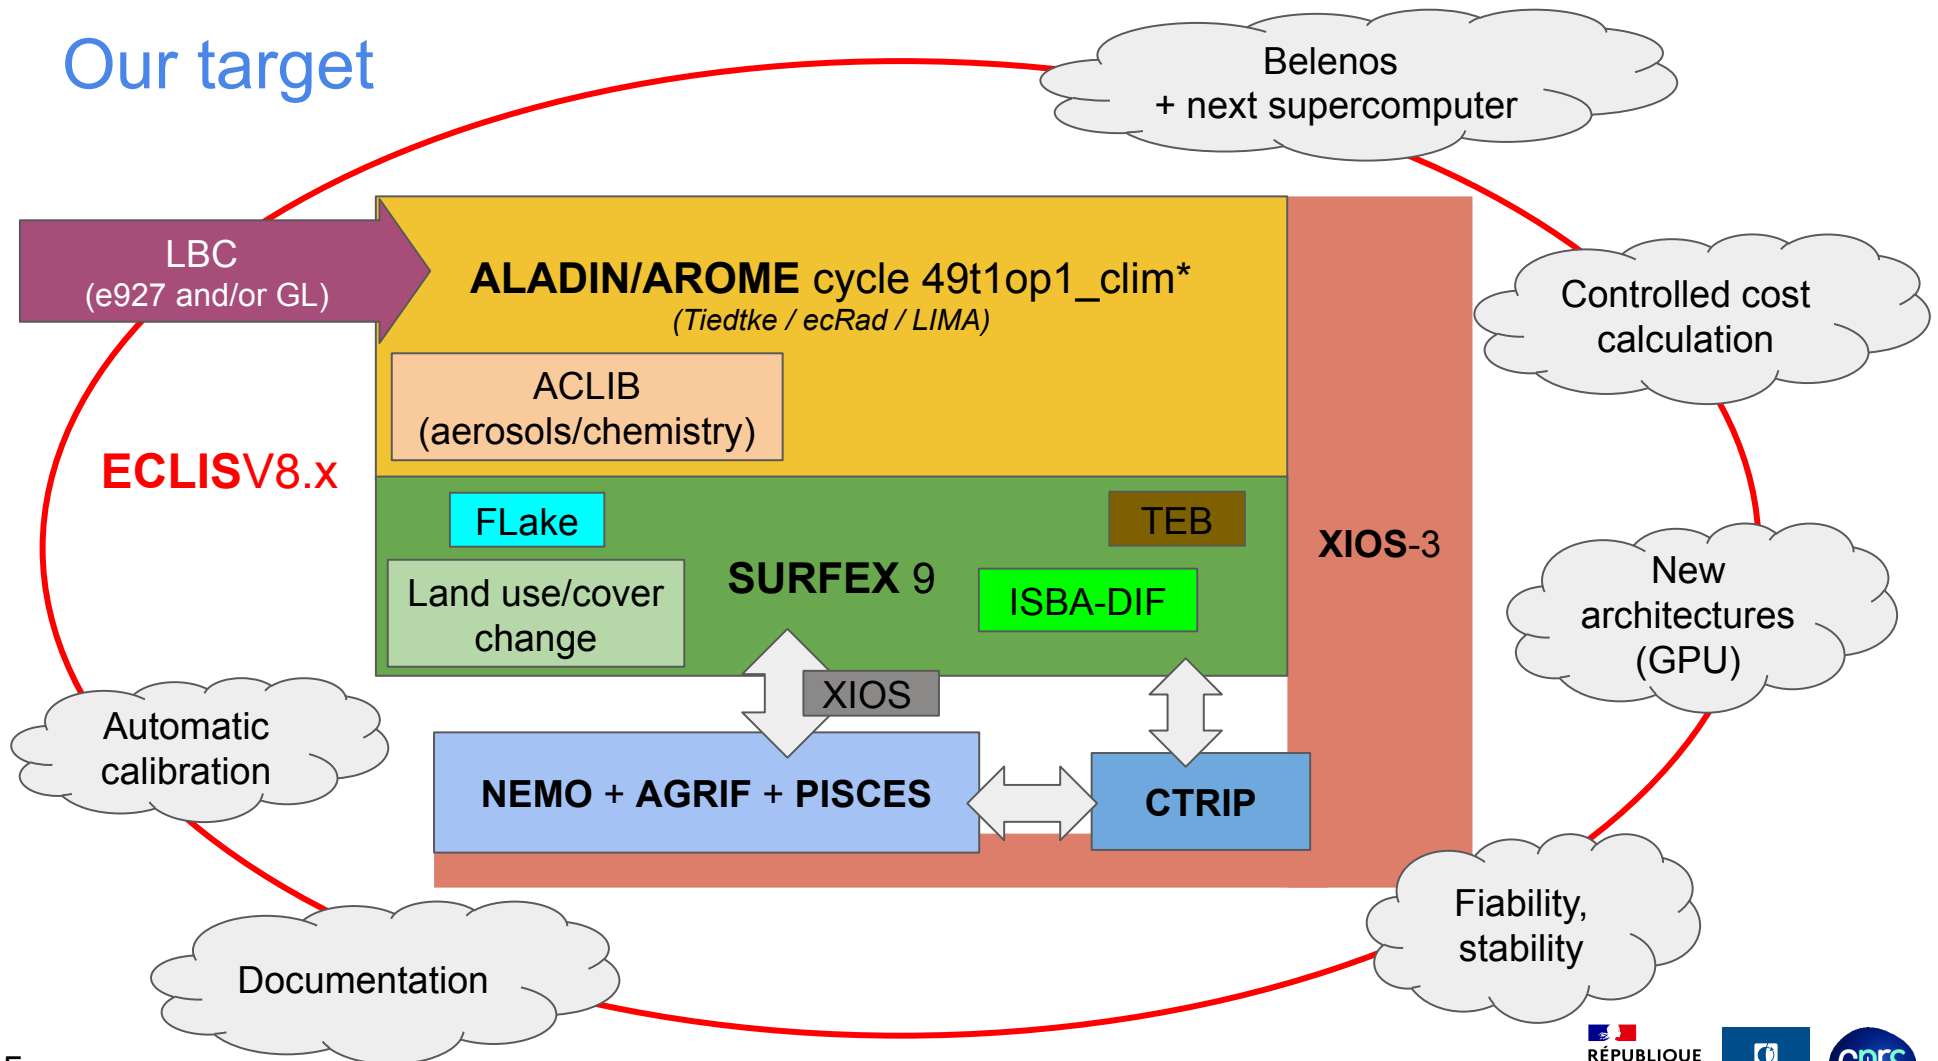 Our target
Belenos
+ next supercomputer
LBC
(e927 and/or GL)
ALADIN/AROME cycle 49t1op1_clim*
(Tiedtke / ecRad / LIMA)
Controlled cost
calculation
ACLIB
(aerosols/chemistry)
ECLISV8.x
FLake
TEB
XIOS-3
SURFEX 9
Land use/cover
change
ISBA-DIF
New
architectures
(GPU)
XIOS
Automatic
calibration
NEMO + AGRIF + PISCES
CTRIP
Fiability,
stability
Documentation
RÉPUBLIQUE
cnrs